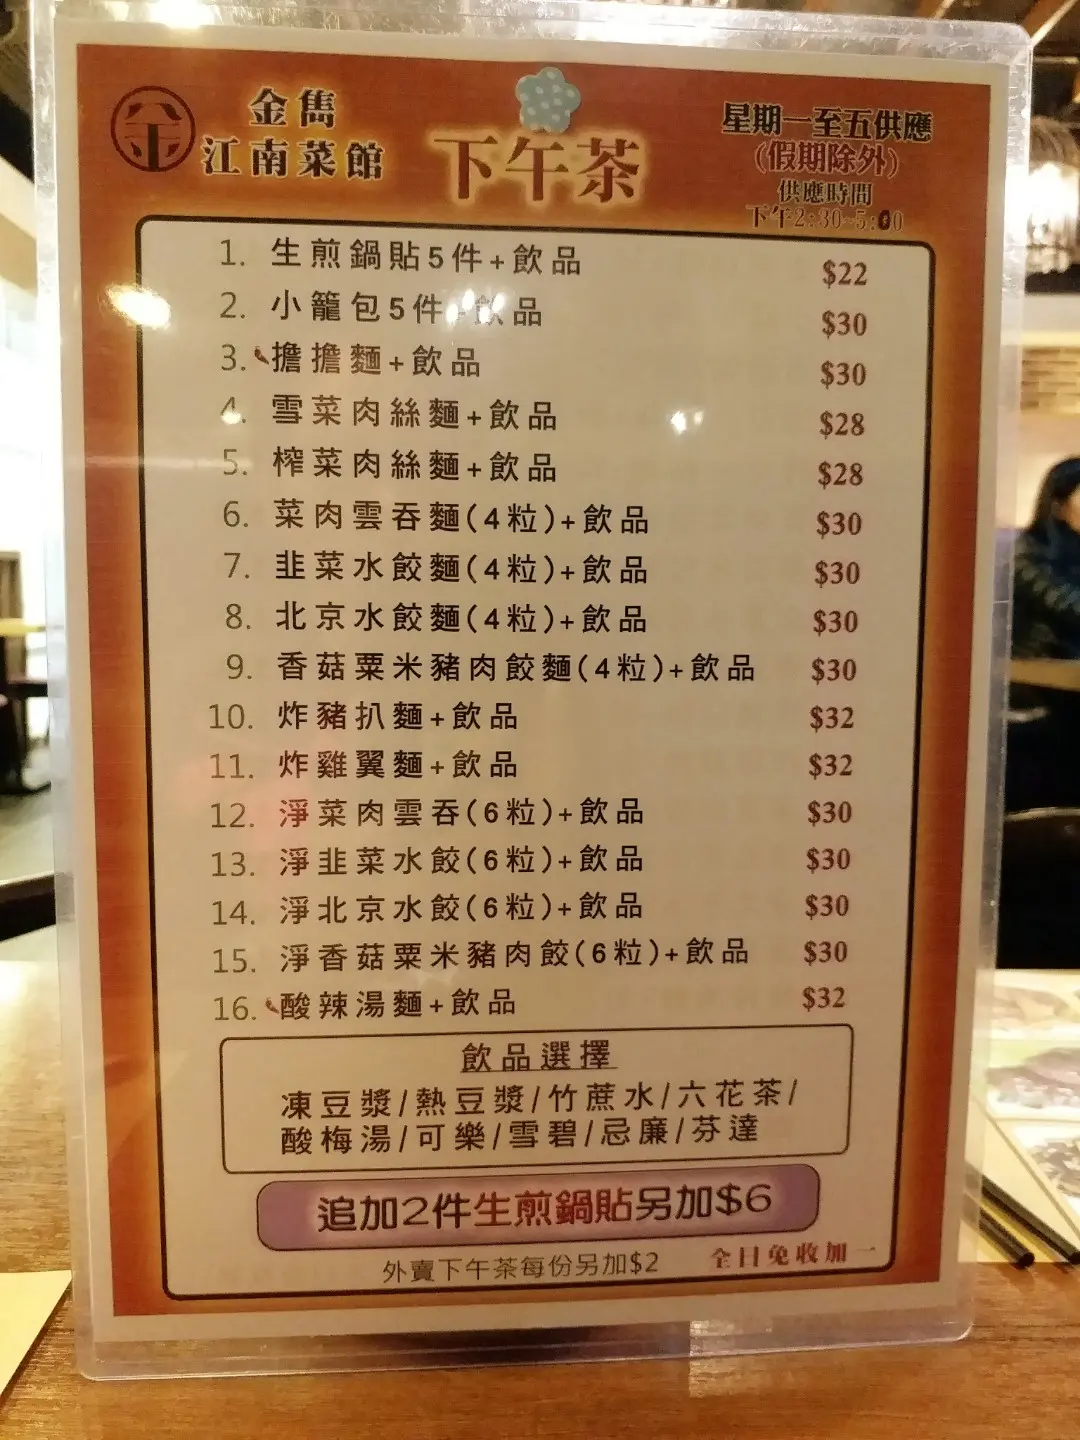 金雋
江南菜館
下午茶
星期一至五供應
(假期除外)
供應時間
下午2:30~5:00
1. 生煎鍋貼5件+飲品 $22
2. 小籠包5件+飲品 $30
3. 擔擔麵+飲品 $30
4. 雪菜肉絲麵+飲品 $28
5. 榨菜肉絲麵+飲品 $28
6. 菜肉雲吞麵(4粒)+飲品 $30
7. 韭菜水餃麵(4粒)+飲品 $30
8. 北京水餃麵(4粒)+飲品 $30
9. 香菇粟米豬肉餃麵(4粒)+飲品 $30
10. 炸豬扒麵+飲品 $32
11. 炸雞翼麵+飲品 $32
12. 淨菜肉雲吞(6粒)+飲品 $30
13. 淨韭菜水餃(6粒)+飲品 $30
14. 淨北京水餃(6粒)+飲品 $30
15. 淨香菇粟米豬肉餃(6粒)+飲品 $30
16. 酸辣湯麵+飲品 $32
飲品選擇
凍豆漿/熱豆漿/竹蔗水/六花茶/
酸梅湯/可樂/雪碧/忌廉/芬達
追加2件生煎鍋貼另加$6
外賣下午茶每份另加$2 全日免收加一